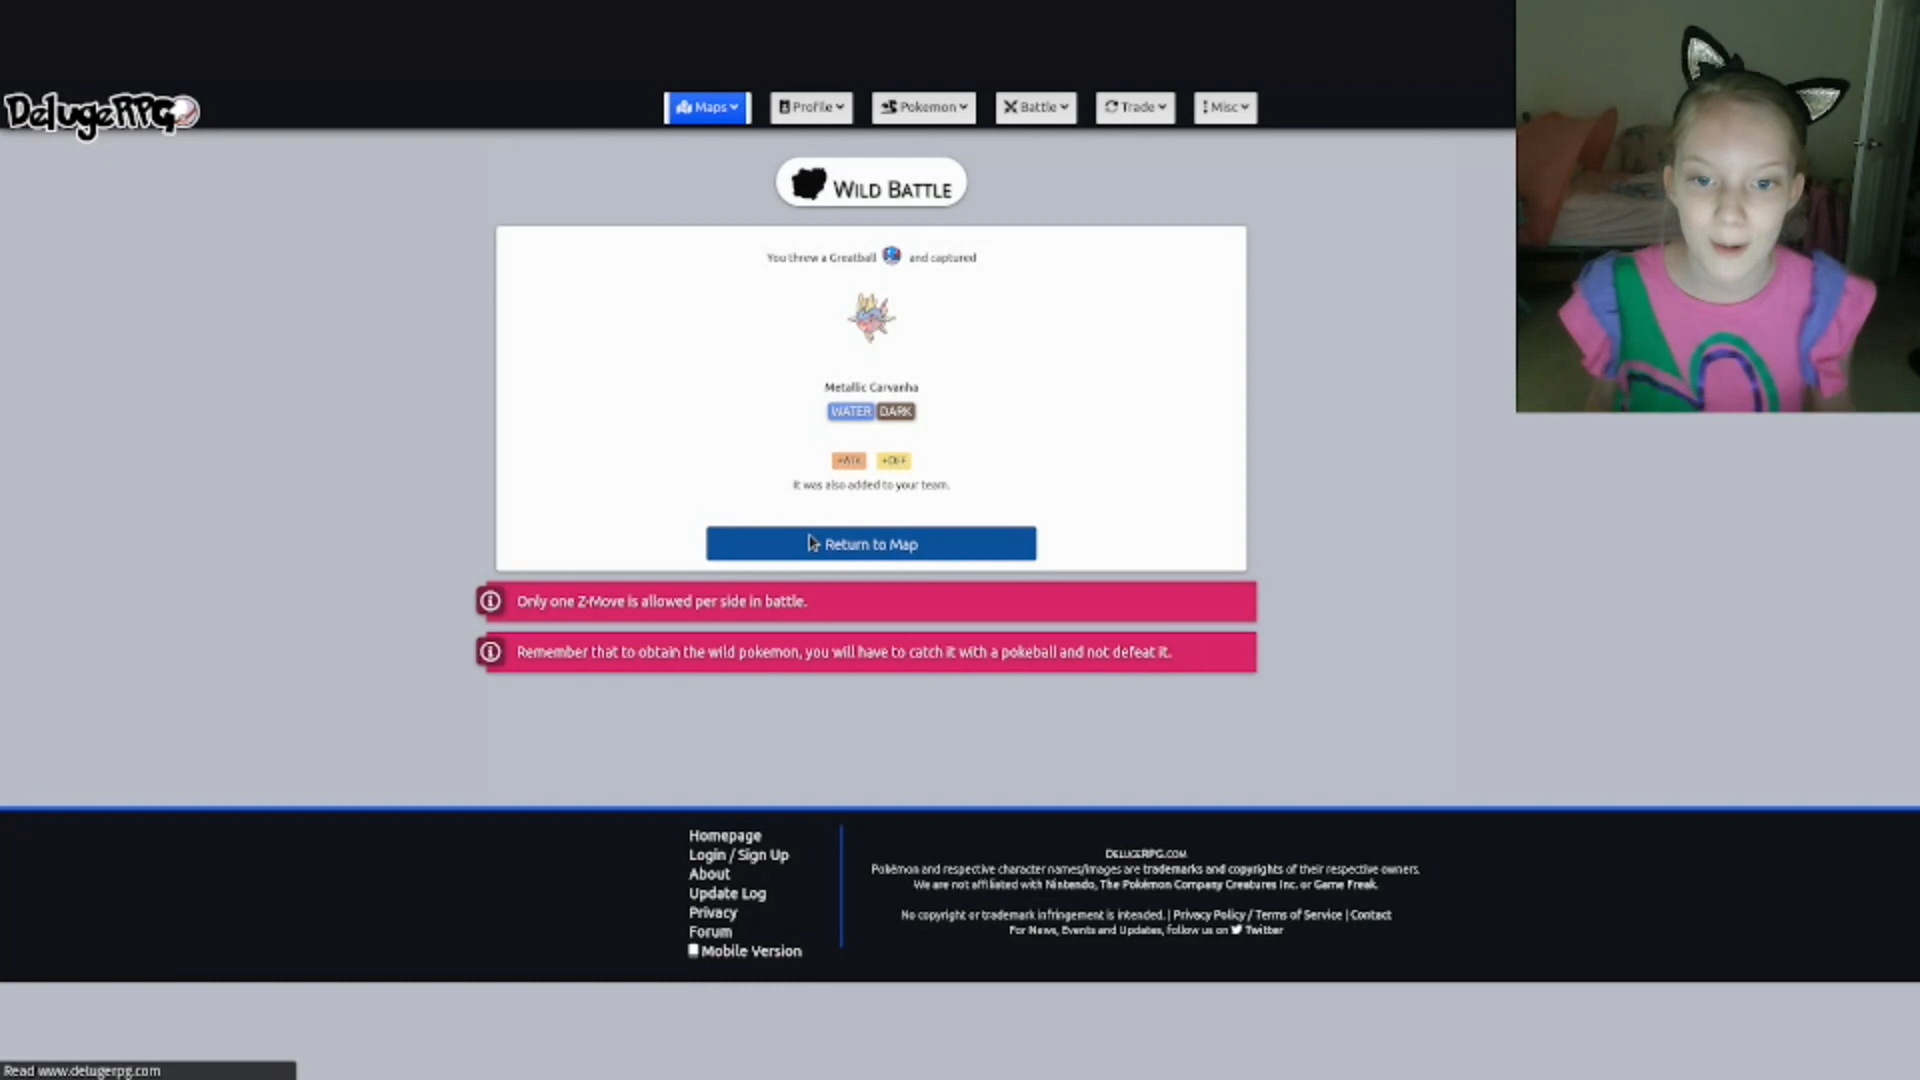 DelugeRPG
Maps
Profile
Pokemon
Battle
Trade
Misc
Wild Battle
You threw a Greatball and captured
Metallic Carvanha
WATER DARK
+ATK +DEF
It was also added to your team.
Return to Map
Only one Z-Move is allowed per side in battle.
Remember that to obtain the wild pokemon, you will have to catch it with a pokeball and not defeat it.
Homepage
Login / Sign Up
About
Update Log
Privacy
Forum
Mobile Version
DELUGERPG.COM
Pokémon and respective character names/images are trademarks and copyrights of their respective owners.
We are not affiliated with Nintendo, The Pokémon Company Creatures Inc. or Game Freak.
No copyright or trademark infringement is intended. | Privacy Policy / Terms of Service | Contact
For News, Events and Updates, follow us on Twitter
Read www.delugerpg.com